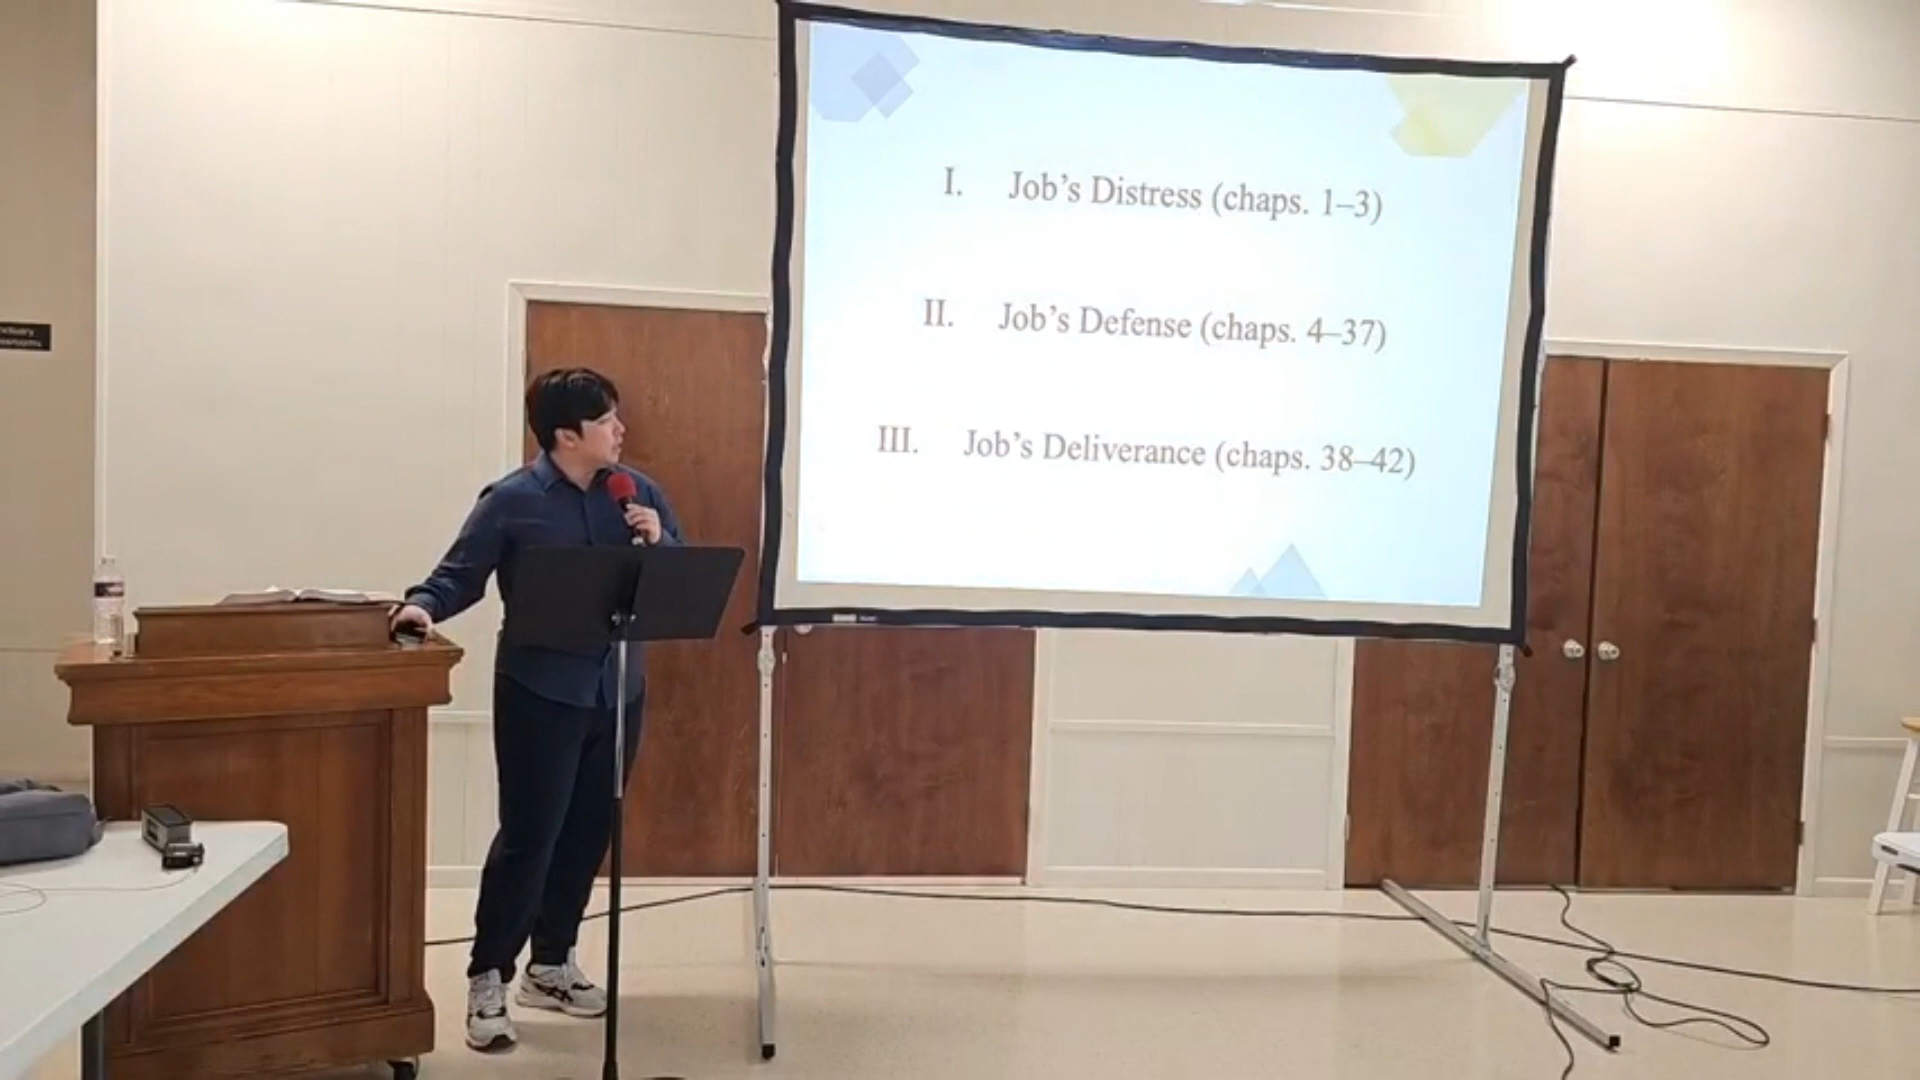 I. Job’s Distress (chaps. 1–3)
II. Job’s Defense (chaps. 4–37)
III. Job’s Deliverance (chaps. 38–42)